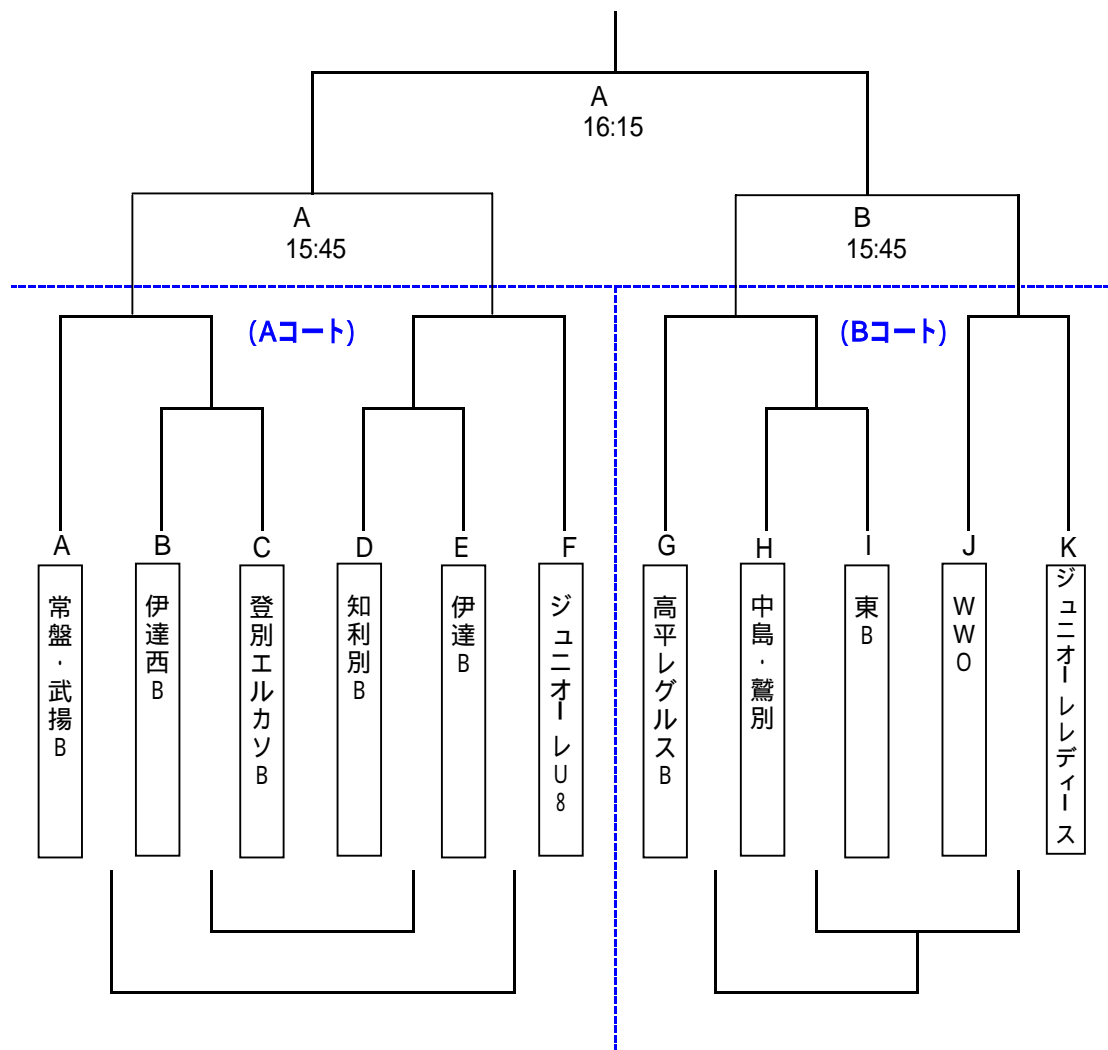 A
16:15
A
15:45
B
15:45
(Aコート)
(Bコート)
A
B
C
D
E
F
G
H
I
J
K
常盤・武揚B
伊達西B
登別エルカソB
知利別B
伊達B
ジュニオーレU8
高平レグルスB
中島・鷲別
東B
WWO
ジュニオーレレディース